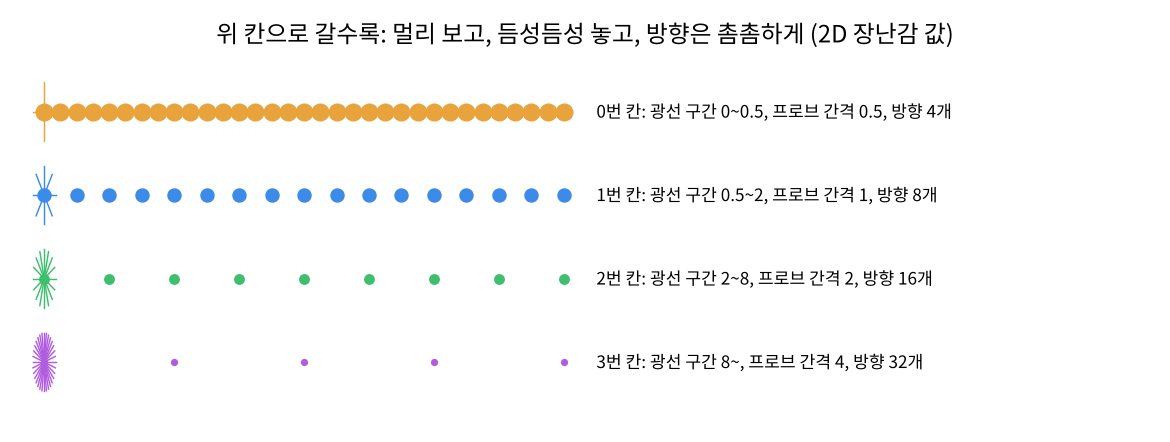 위 칸으로 갈수록: 멀리 보고, 듬성듬성 놓고, 방향은 촘촘하게 (2D 장난감 값)
0번 칸: 광선 구간 0~0.5, 프로브 간격 0.5, 방향 4개
1번 칸: 광선 구간 0.5~2, 프로브 간격 1, 방향 8개
2번 칸: 광선 구간 2~8, 프로브 간격 2, 방향 16개
3번 칸: 광선 구간 8~, 프로브 간격 4, 방향 32개